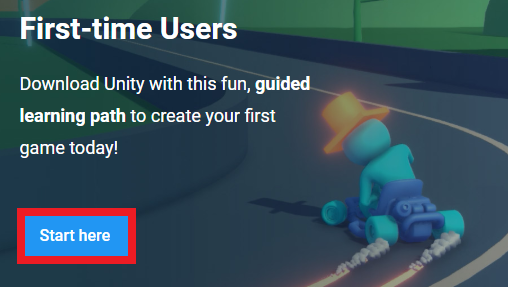 First-time Users
Download Unity with this fun, guided
learning path to create your first
game today!
Start here